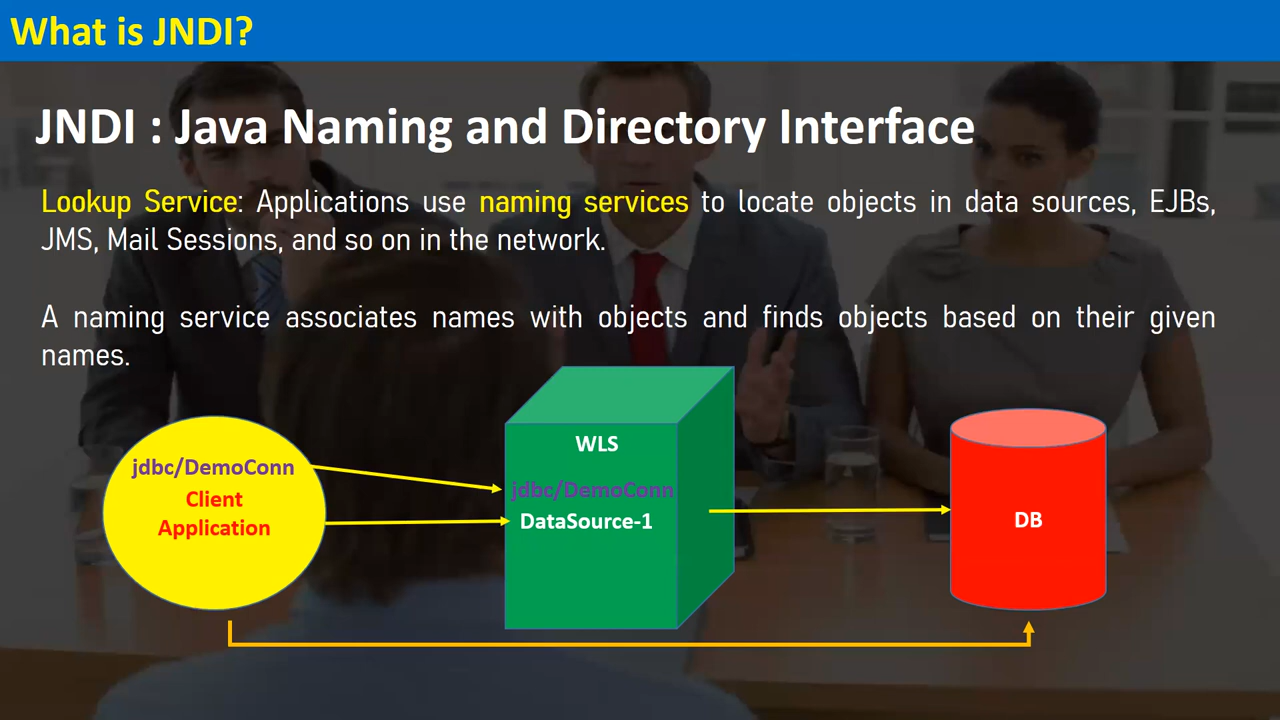 What is JNDI?
JNDI : Java Naming and Directory Interface
Lookup Service: Applications use naming services to locate objects in data sources, EJBs,
JMS, Mail Sessions, and so on in the network.
A naming service associates names with objects and finds objects based on their given
names.
jdbc/DemoConn
Client
Application
WLS
jdbc/DemoConn
DataSource-1
DB